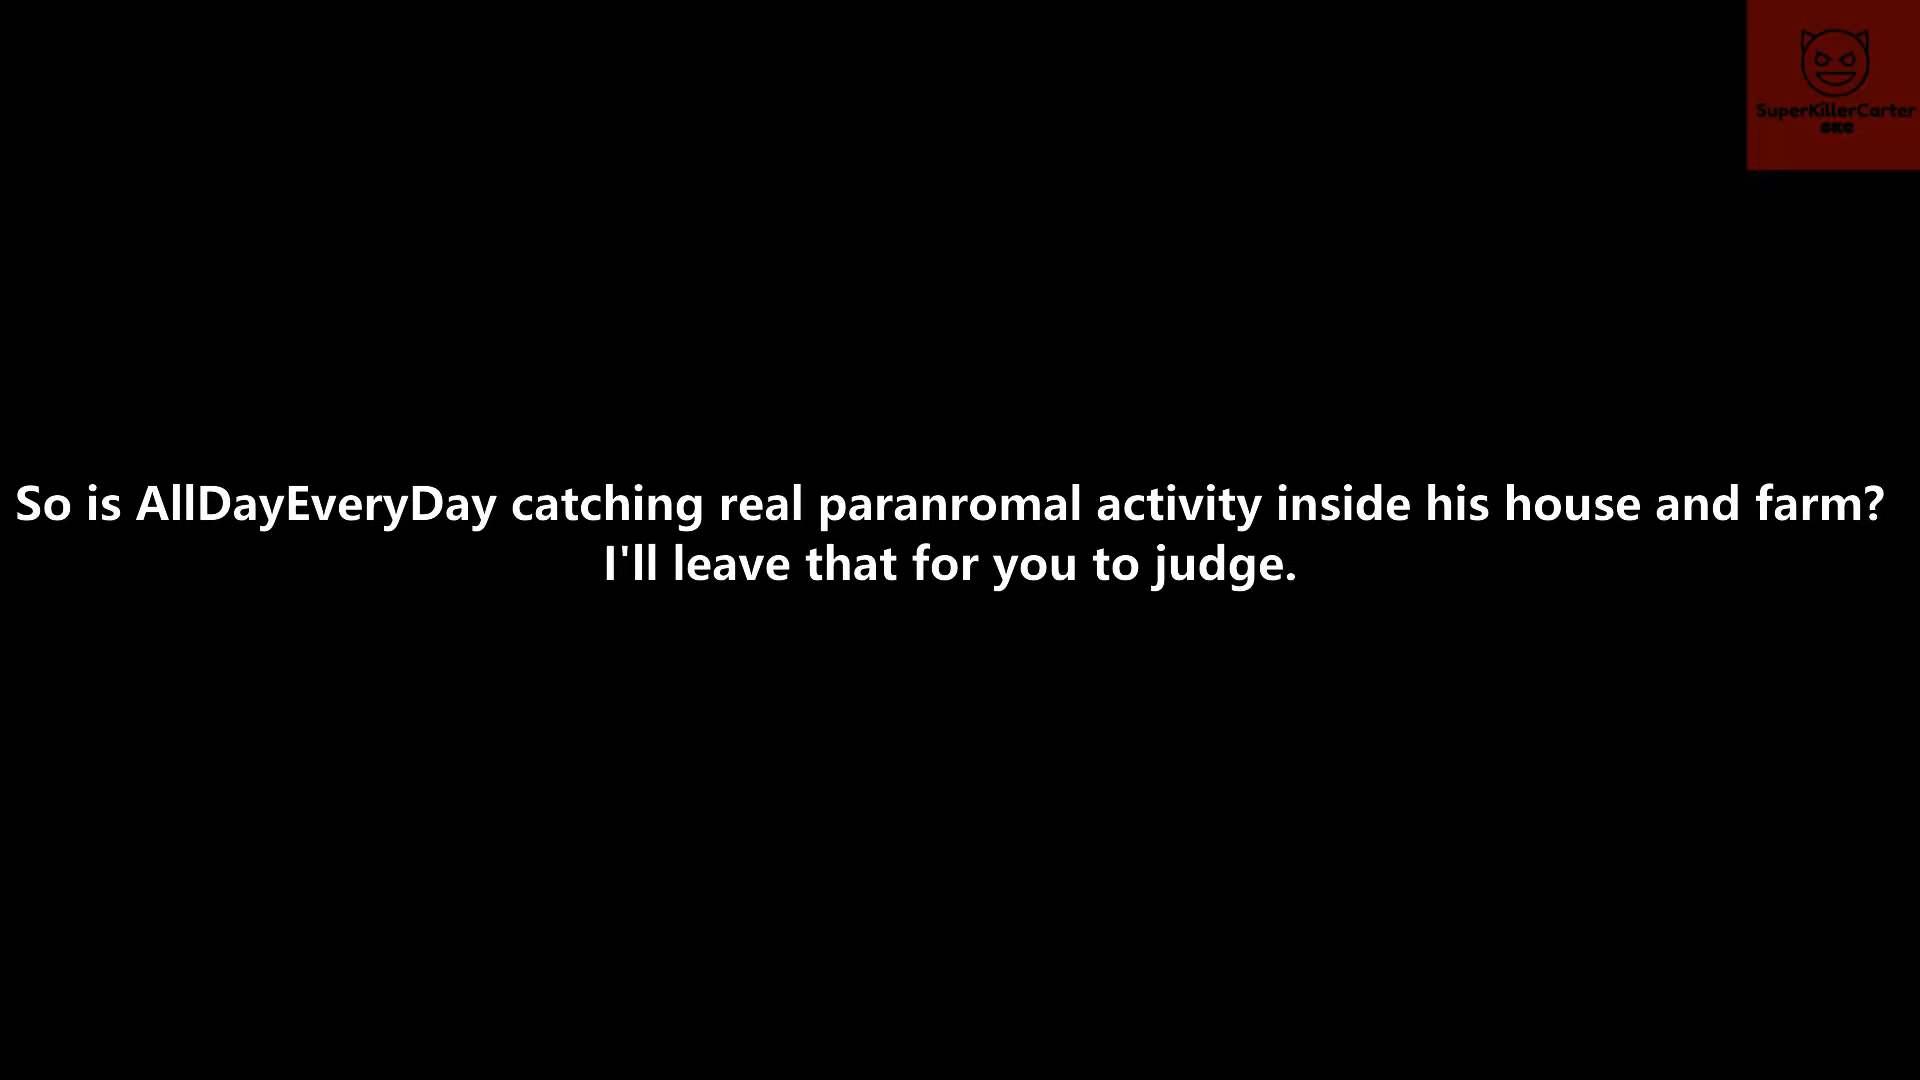 SuperKillerCarter
SKC
So is AllDayEveryDay catching real paranromal activity inside his house and farm?
I'll leave that for you to judge.